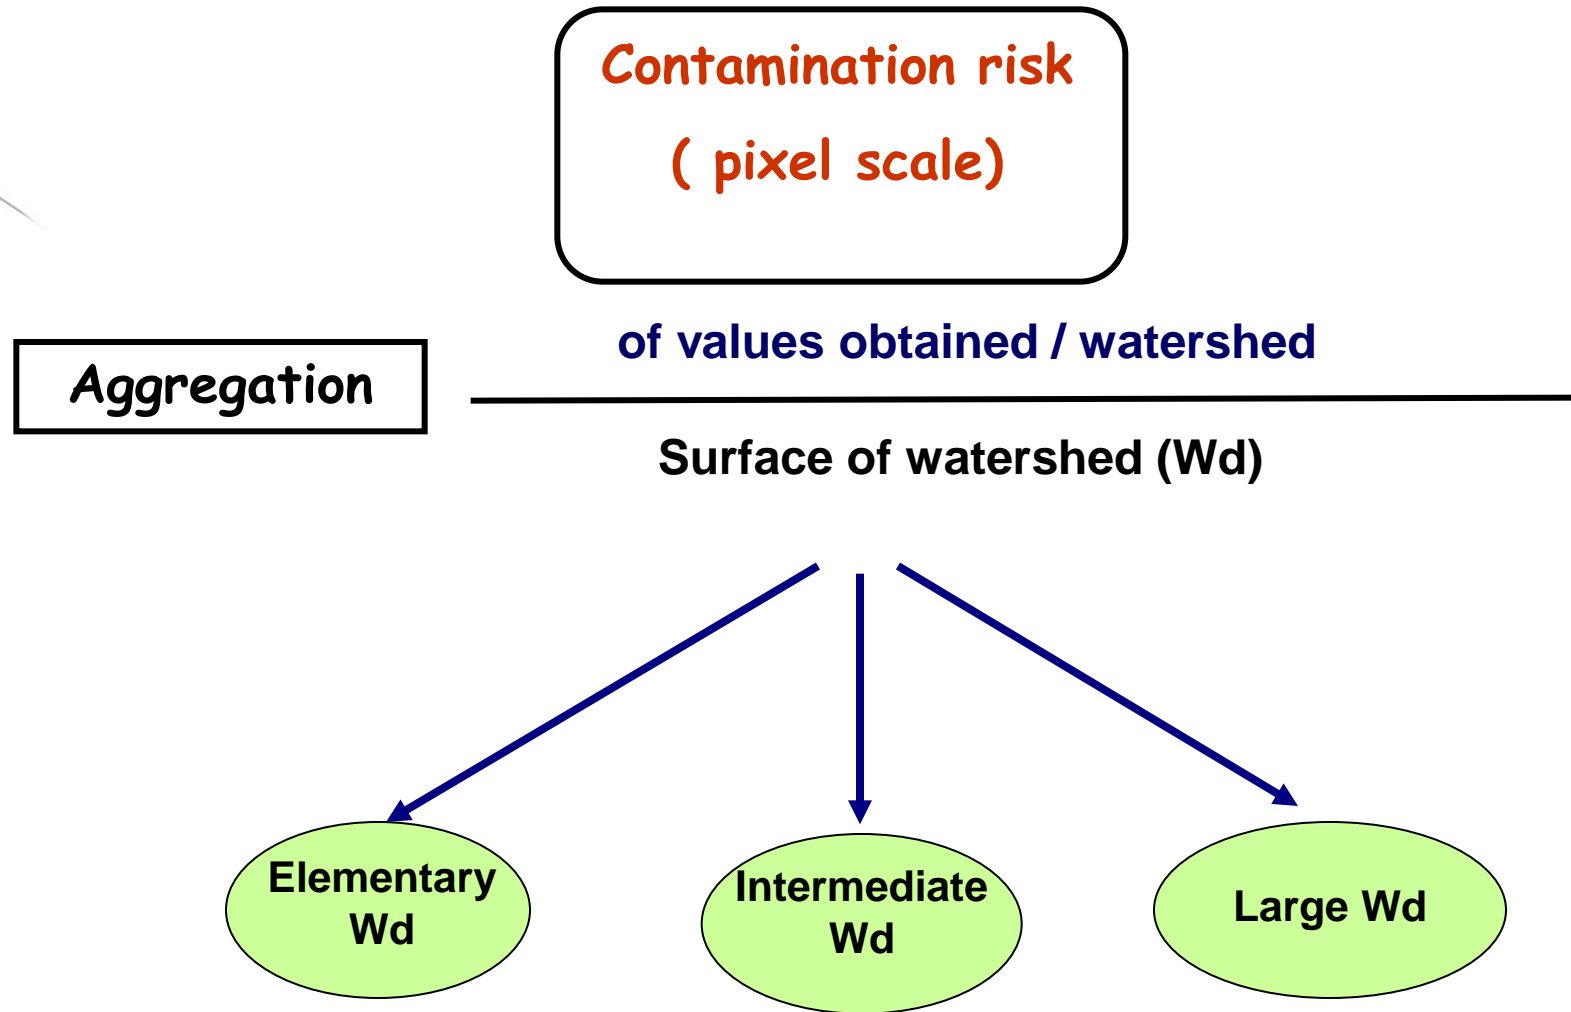 Contamination risk
( pixel scale)
of values obtained / watershed
Aggregation
Surface of watershed (Wd)
Elementary
Wd
Intermediate
Wd
Large Wd